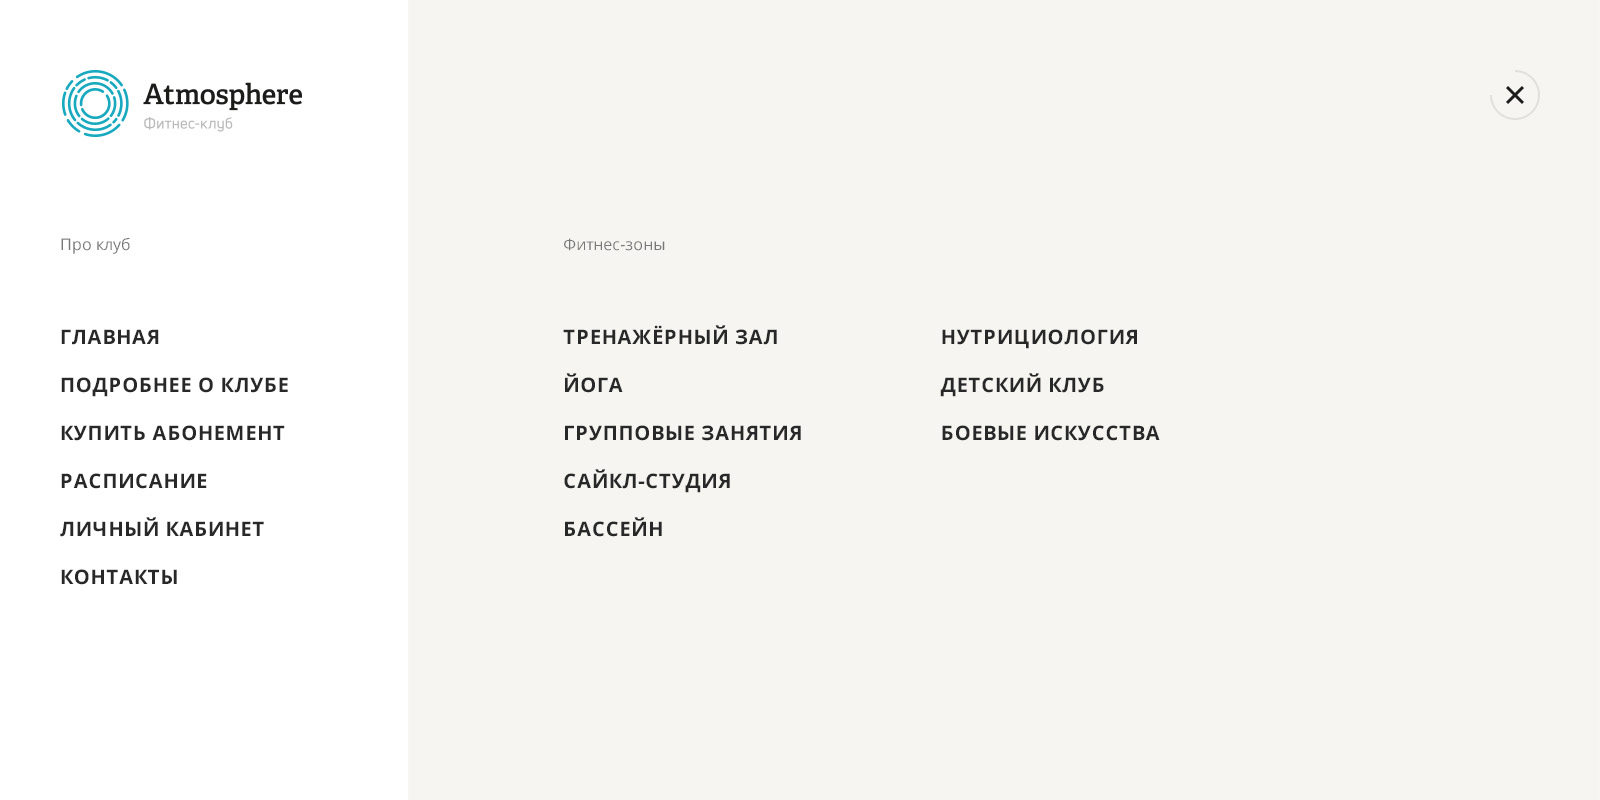 Atmosphere
Фитнес-клуб
Про клуб
ГЛАВНАЯ
ПОДРОБНЕЕ О КЛУБЕ
КУПИТЬ АБОНЕМЕНТ
РАСПИСАНИЕ
ЛИЧНЫЙ КАБИНЕТ
КОНТАКТЫ
Фитнес-зоны
ТРЕНАЖЁРНЫЙ ЗАЛ
ЙОГА
ГРУППОВЫЕ ЗАНЯТИЯ
САЙКЛ-СТУДИЯ
БАССЕЙН
НУТРИЦИОЛОГИЯ
ДЕТСКИЙ КЛУБ
БОЕВЫЕ ИСКУССТВА